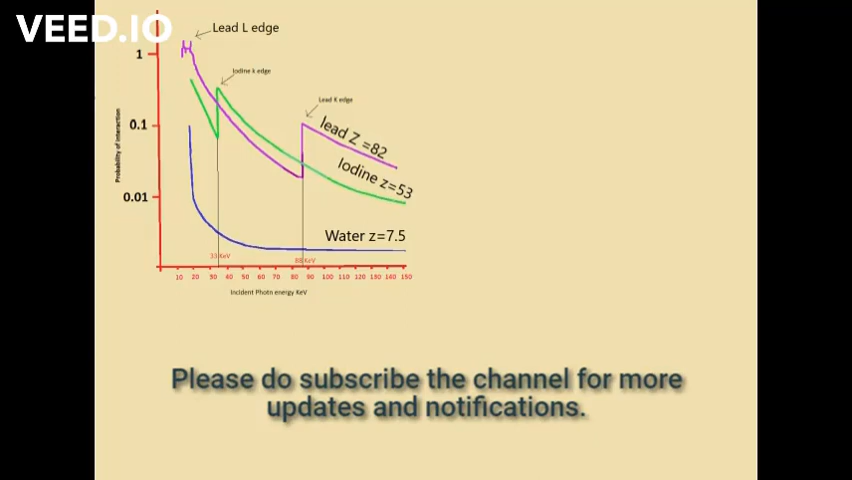 VEED.IO
Lead L edge
1
Iodine k edge
Lead K edge
0.1
lead Z =82
Probability of interaction
Iodine z=53
0.01
Water z=7.5
33 KeV
88 KeV
10 20 30 40 50 60 70 80 90 100 110 120 130 140 150
Incident Photn energy KeV
Please do subscribe the channel for more
updates and notifications.